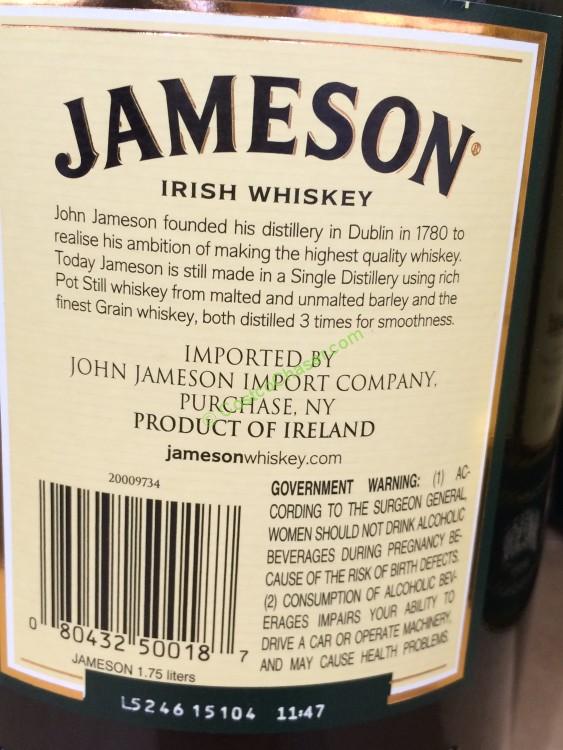 JAMESON®
IRISH WHISKEY
John Jameson founded his distillery in Dublin in 1780 to
realise his ambition of making the highest quality whiskey.
Today Jameson is still made in a Single Distillery using rich
Pot Still whiskey from malted and unmalted barley and the
finest Grain whiskey, both distilled 3 times for smoothness.
IMPORTED BY
JOHN JAMESON IMPORT COMPANY,
PURCHASE, NY
PRODUCT OF IRELAND
jamesonwhiskey.com
© CostcoChaser.com
20009734
0 80432 50018 7
JAMESON 1.75 liters
GOVERNMENT WARNING: (1) AC-
CORDING TO THE SURGEON GENERAL,
WOMEN SHOULD NOT DRINK ALCOHOLIC
BEVERAGES DURING PREGNANCY BE-
CAUSE OF THE RISK OF BIRTH DEFECTS.
(2) CONSUMPTION OF ALCOHOLIC BEV-
ERAGES IMPAIRS YOUR ABILITY TO
DRIVE A CAR OR OPERATE MACHINERY,
AND MAY CAUSE HEALTH PROBLEMS.
L5246 15104 11:47